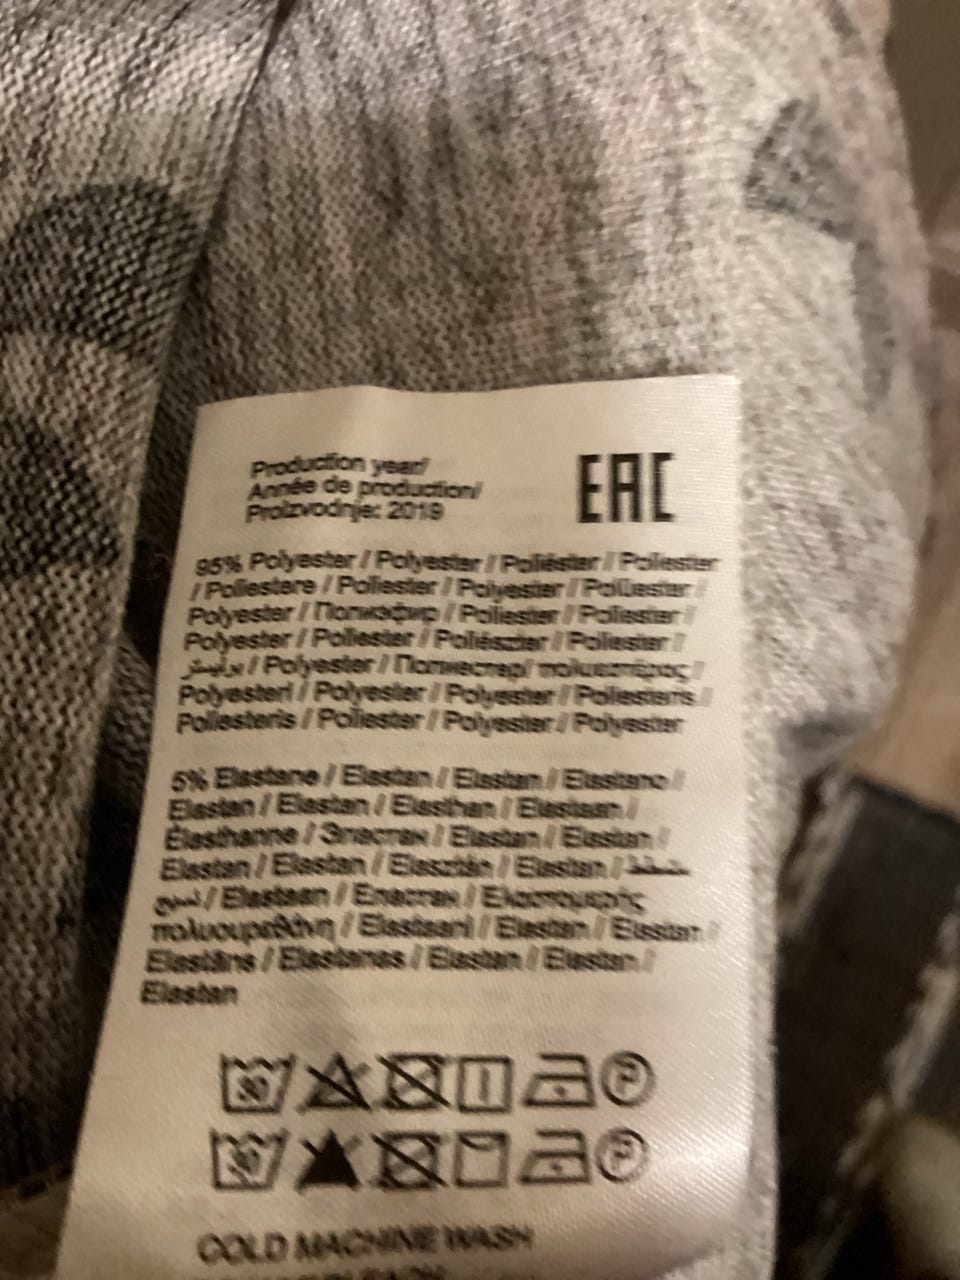 Production year/
Année de production/
Proizvodnje: 2019
EAC
95% Polyester / Polyester / Poliéster / Poliester
/ Poliestere / Poliester / Polyester / Polüester /
Polyester / Полиэфир / Poliester / Poliester /
Polyester / Poliester / Poliészter / Poliester /
بوليستر / Polyester / Полиестер/ πολυεστέρας /
Polyesteri / Polyester / Polyester / Poliesteris /
Poliesteris / Poliester / Polyester / Polyester
5% Elastane / Elastan / Elastan / Elastano /
Elastan / Elastan / Elasthan / Elastaan /
Élasthanne / Эластан / Elastan / Elastan /
Elastan / Elastan / Elasztán / Elastan /
/ Elastaan / Еластан / Ελαστομερής
πολυουρεθάνη / Elastaani / Elastan / Elastan /
Elastāns / Elastanas / Elastan / Elastan /
Elastan
30 P
30 P
COLD MACHINE WASH